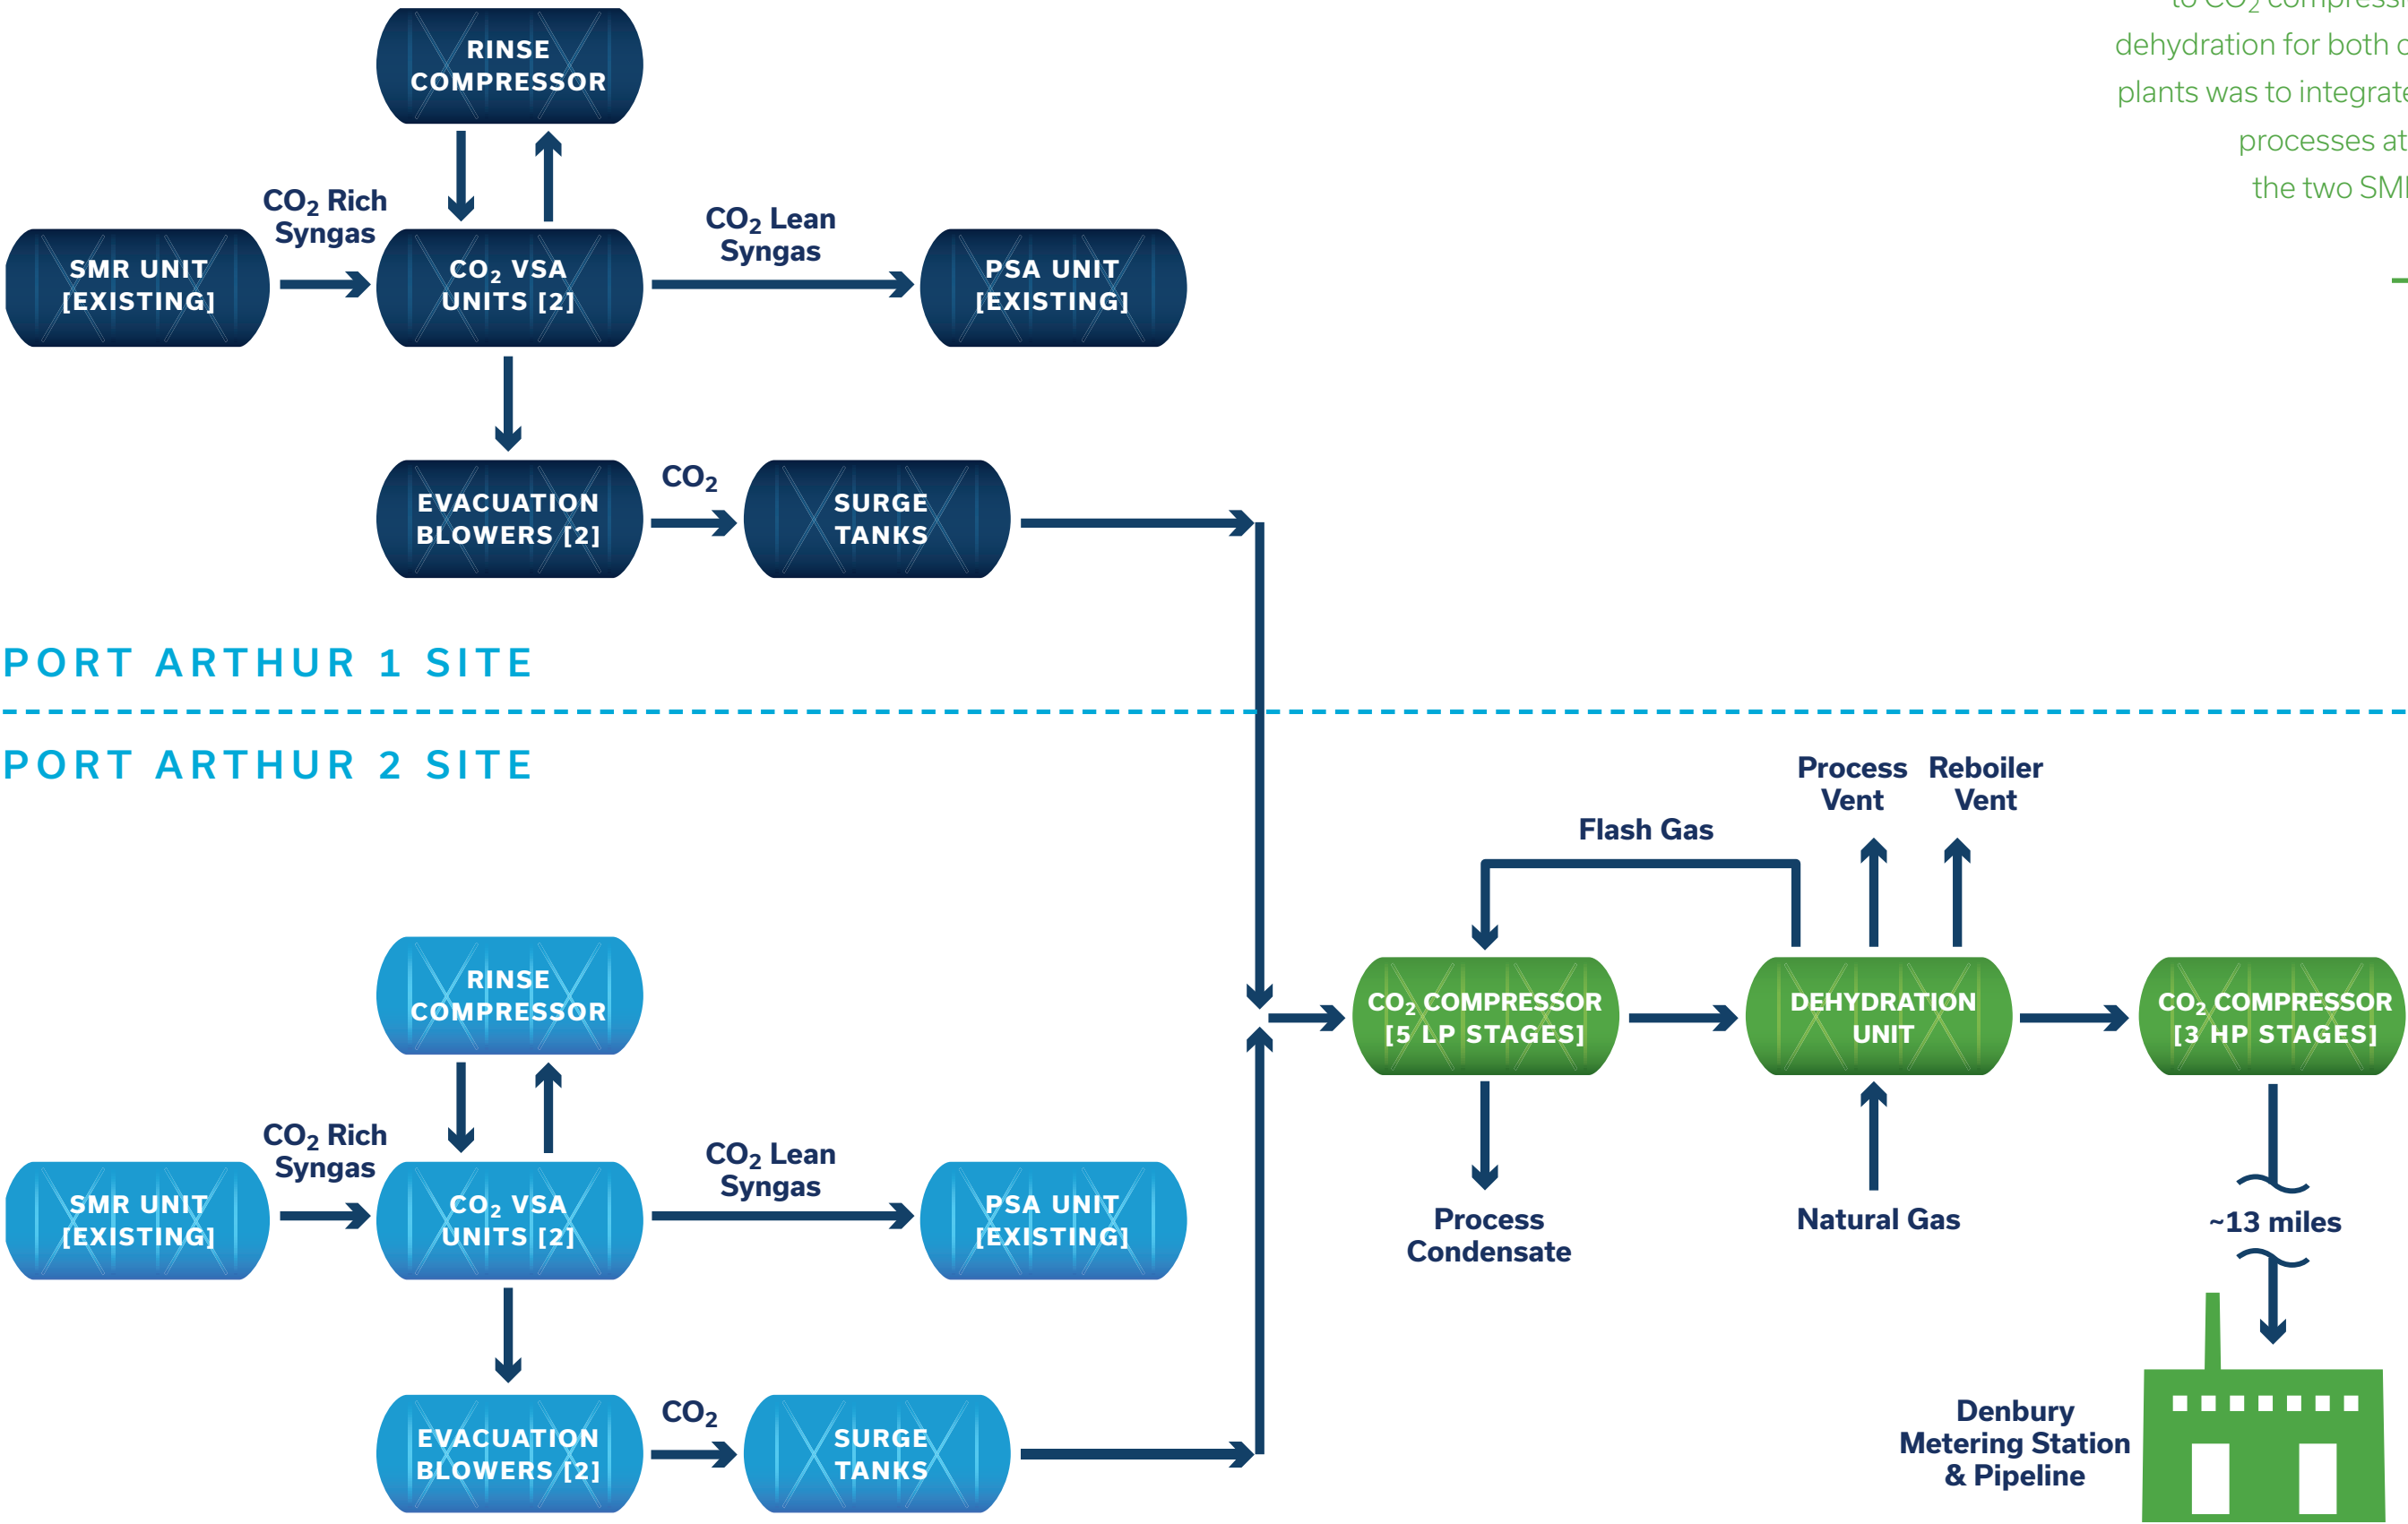 to CO₂
dehydration for both
plants was to integrate
processes at
the two
RINSE
COMPRESSOR
CO₂ Rich
Syngas
CO₂ Lean
Syngas
SMR UNIT
[EXISTING]
CO₂ VSA
UNITS [2]
PSA UNIT
[EXISTING]
EVACUATION
BLOWERS [2]
CO₂
SURGE
TANKS
PORT ARTHUR 1 SITE
PORT ARTHUR 2 SITE
Process
Vent
Reboiler
Vent
Flash Gas
RINSE
COMPRESSOR
CO₂ COMPRESSOR
[5 LP STAGES]
DEHYDRATION
UNIT
CO₂ COMPRESSOR
[3 HP STAGES]
CO₂ Rich
Syngas
CO₂ Lean
Syngas
SMR UNIT
[EXISTING]
CO₂ VSA
UNITS [2]
PSA UNIT
[EXISTING]
Process
Condensate
Natural Gas
~13 miles
EVACUATION
BLOWERS [2]
CO₂
SURGE
TANKS
Denbury
Metering Station
& Pipeline